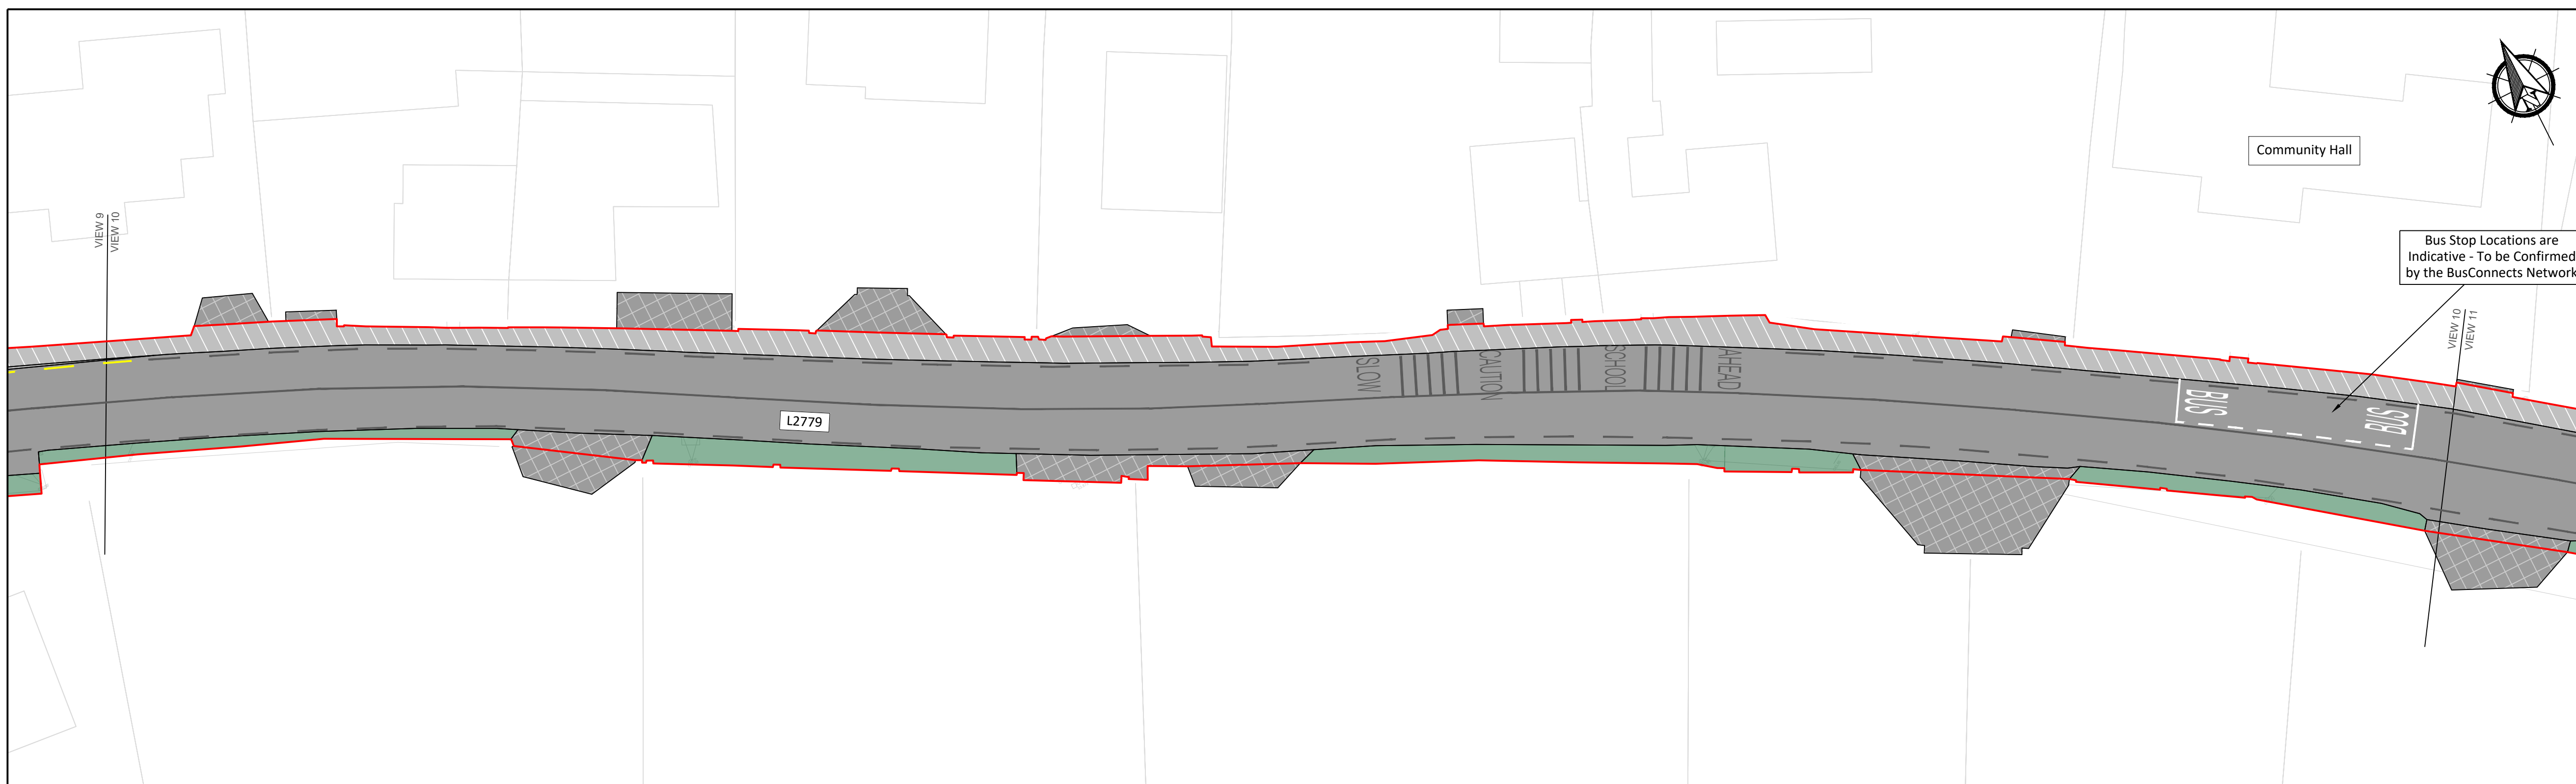 Community Hall
VIEW 9
VIEW 10
Bus Stop Locations are
Indicative - To be Confirmed
by the BusConnects Network
VIEW 10
VIEW 11
SLOW
CAUTION
SCHOOL
AHEAD
BUS
BUS
L2779
N